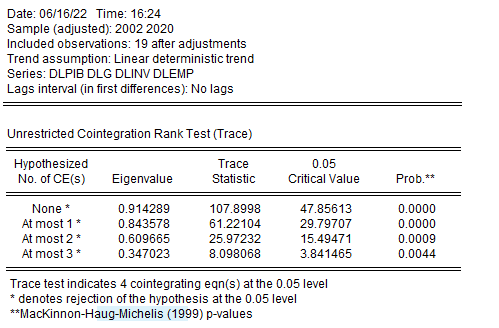 Date: 06/16/22 Time: 16:24
Sample (adjusted): 2002 2020
Included observations: 19 after adjustments
Trend assumption: Linear deterministic trend
Series: DLPIB DLG DLINV DLEMP
Lags interval (in first differences): No lags
Unrestricted Cointegration Rank Test (Trace)
Hypothesized Trace 0.05
No. of CE(s) Eigenvalue Statistic Critical Value Prob.**
None * 0.914289 107.8998 47.85613 0.0000
At most 1 * 0.843578 61.22104 29.79707 0.0000
At most 2 * 0.609665 25.97232 15.49471 0.0009
At most 3 * 0.347023 8.098068 3.841465 0.0044
Trace test indicates 4 cointegrating eqn(s) at the 0.05 level
* denotes rejection of the hypothesis at the 0.05 level
**MacKinnon-Haug-Michelis (1999) p-values